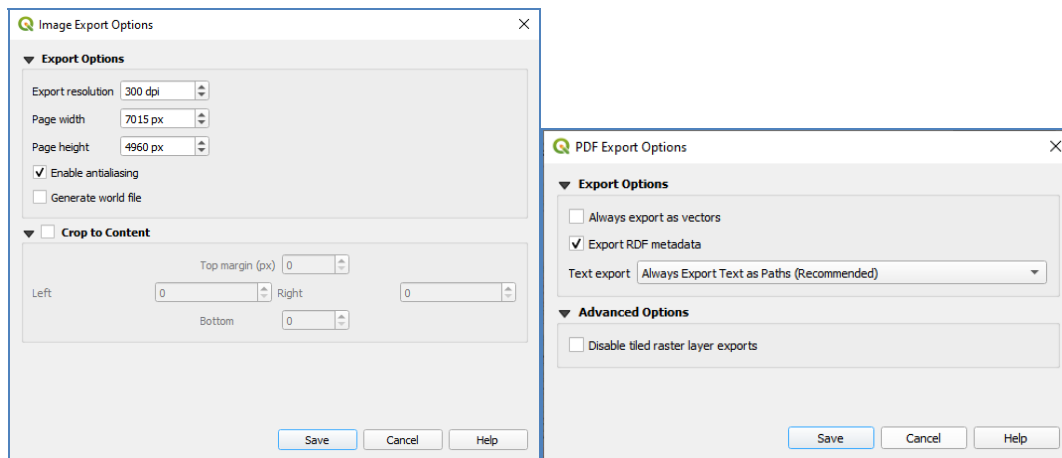 Image Export Options
Export Options
Export resolution 300 dpi
Page width 7015 px
Page height 4960 px
Enable antialiasing
Generate world file
Crop to Content
Top margin (px) 0
Left 0 Right 0
Bottom 0
Save Cancel Help
PDF Export Options
Export Options
Always export as vectors
Export RDF metadata
Text export Always Export Text as Paths (Recommended)
Advanced Options
Disable tiled raster layer exports
Save Cancel Help